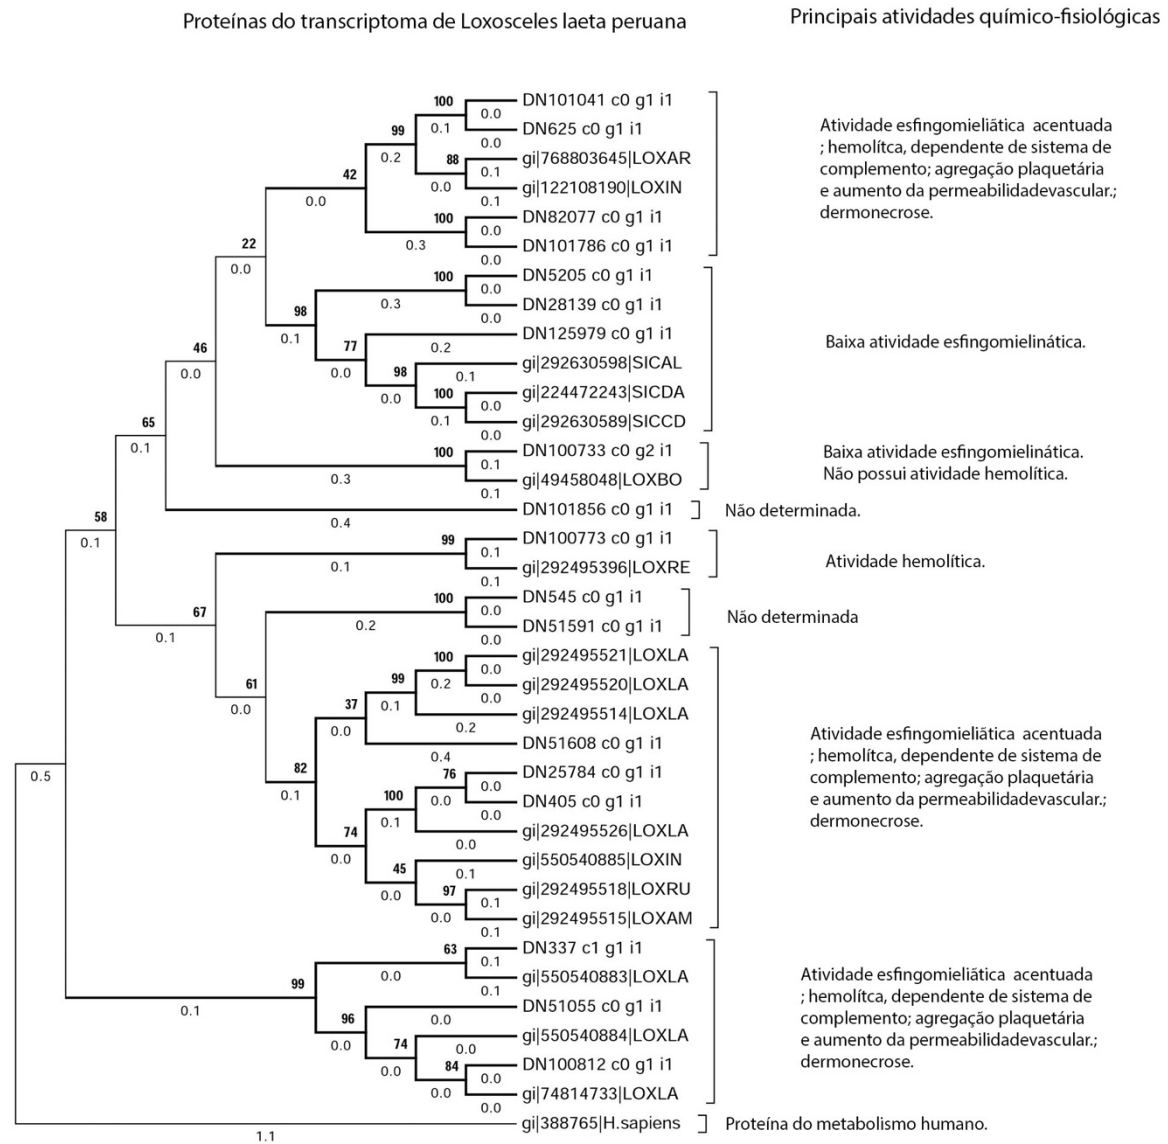 Proteínas do transcriptoma de Loxosceles laeta peruana
Principais atividades químico-fisiológicas
DN101041 c0 g1 i1
DN625 c0 g1 i1
gi|768803645|LOXAR
gi|122108190|LOXIN
DN82077 c0 g1 i1
DN101786 c0 g1 i1
Atividade esfingomieliática acentuada
; hemolítca, dependente de sistema de
complemento; agregação plaquetária
e aumento da permeabilidadevascular.;
dermonecrose.
DN5205 c0 g1 i1
DN28139 c0 g1 i1
DN125979 c0 g1 i1
gi|292630598|SICAL
gi|224472243|SICDA
gi|292630589|SICCD
Baixa atividade esfingomielinática.
DN100733 c0 g2 i1
gi|49458048|LOXBO
Baixa atividade esfingomielinática.
Não possui atividade hemolítica.
DN101856 c0 g1 i1
Não determinada.
DN100773 c0 g1 i1
gi|292495396|LOXRE
Atividade hemolítica.
DN545 c0 g1 i1
DN51591 c0 g1 i1
Não determinada
gi|292495521|LOXLA
gi|292495520|LOXLA
gi|292495514|LOXLA
DN51608 c0 g1 i1
DN25784 c0 g1 i1
DN405 c0 g1 i1
gi|292495526|LOXLA
gi|550540885|LOXIN
gi|292495518|LOXRU
gi|292495515|LOXAM
Atividade esfingomieliática acentuada
; hemolítca, dependente de sistema de
complemento; agregação plaquetária
e aumento da permeabilidadevascular.;
dermonecrose.
DN337 c1 g1 i1
gi|550540883|LOXLA
DN51055 c0 g1 i1
gi|550540884|LOXLA
DN100812 c0 g1 i1
gi|74814733|LOXLA
Atividade esfingomieliática acentuada
; hemolítca, dependente de sistema de
complemento; agregação plaquetária
e aumento da permeabilidadevascular.;
dermonecrose.
gi|388765|H.sapiens
Proteína do metabolismo humano.
100
0.0
99
0.1
0.0
0.2
88
0.1
42
0.0
0.1
0.0
100
0.0
0.3
0.0
22
0.0
100
0.0
0.3
0.0
98
0.1
77
0.2
0.0
98
0.1
0.0
100
0.0
0.1
0.0
46
0.0
100
0.1
0.3
0.1
65
0.1
0.4
58
0.1
99
0.1
0.1
0.1
67
0.1
100
0.0
0.2
0.0
61
0.0
100
0.0
99
0.2
0.0
37
0.1
0.2
0.0
0.4
82
0.1
76
0.0
100
0.0
0.0
0.1
0.0
74
0.0
45
0.1
0.0
97
0.1
0.0
0.1
0.5
63
0.1
0.0
0.1
99
0.1
96
0.0
0.0
74
0.0
0.0
84
0.0
0.0
0.0
1.1